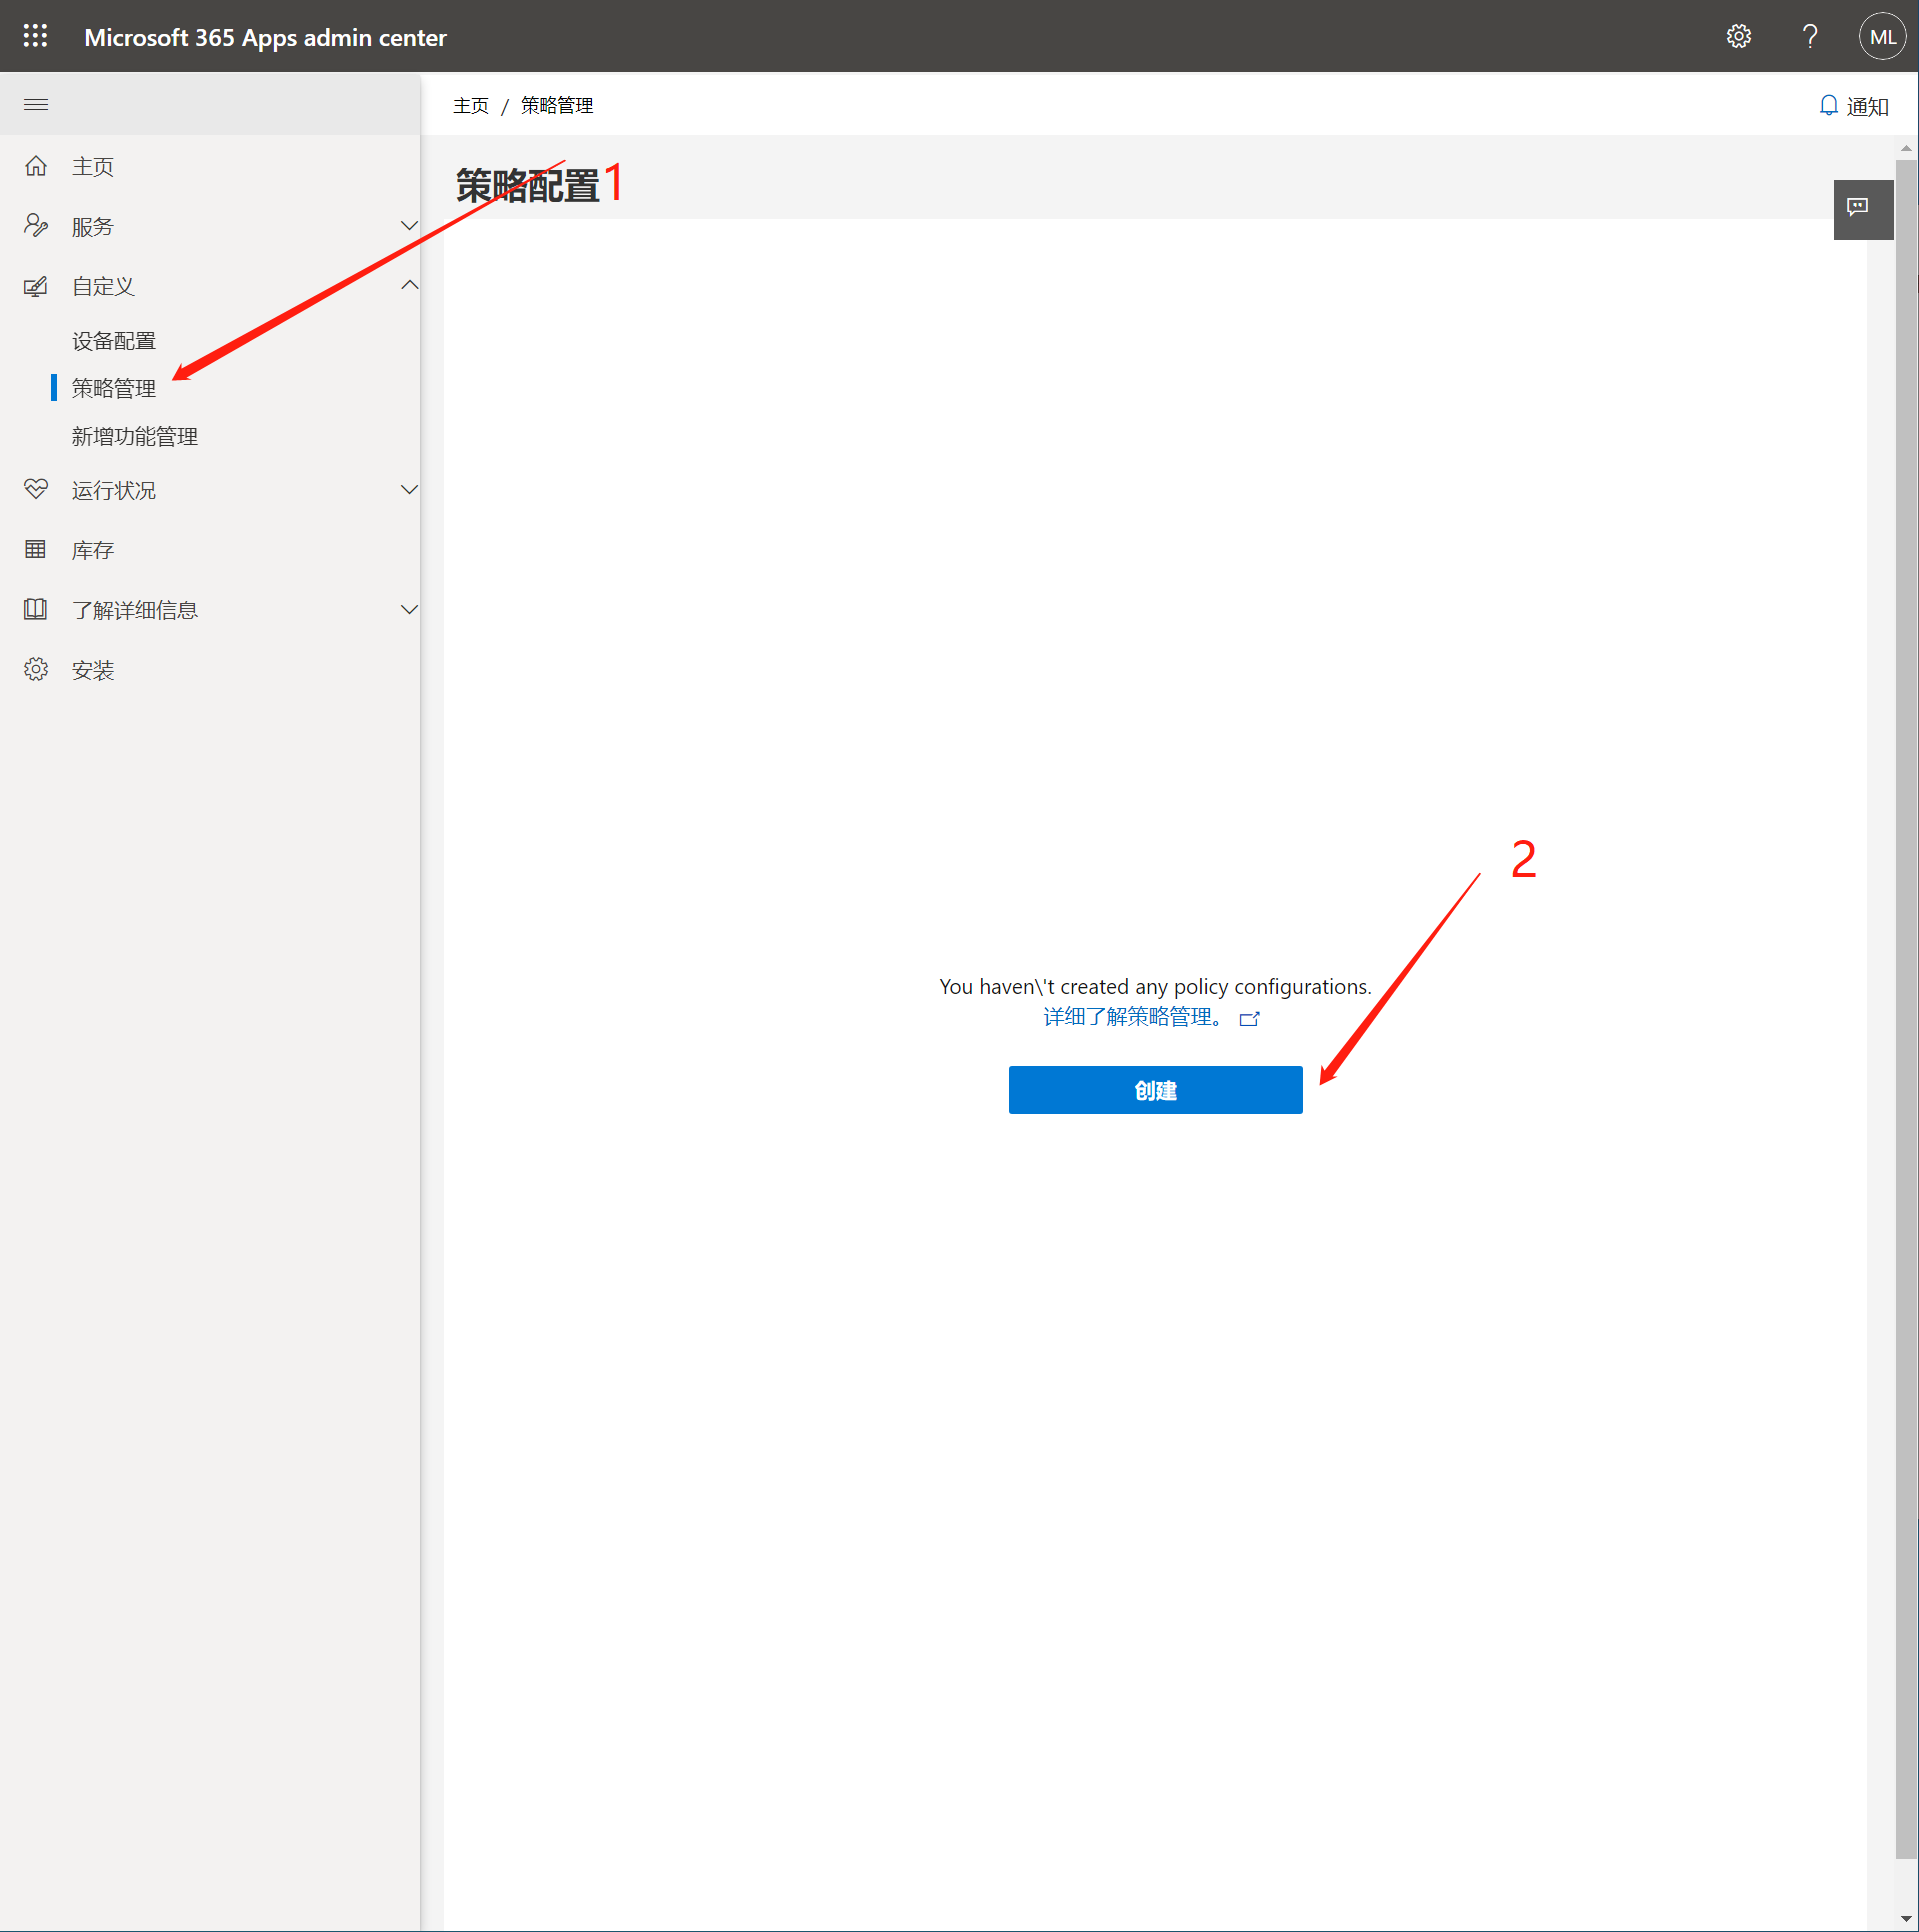 Microsoft 365 Apps admin center
?
ML
主页 / 策略管理
通知
主页
服务
自定义
设备配置
策略管理
新增功能管理
运行状况
库存
了解详细信息
安装
策略配置1
2
You haven\'t created any policy configurations.
详细了解策略管理。
创建